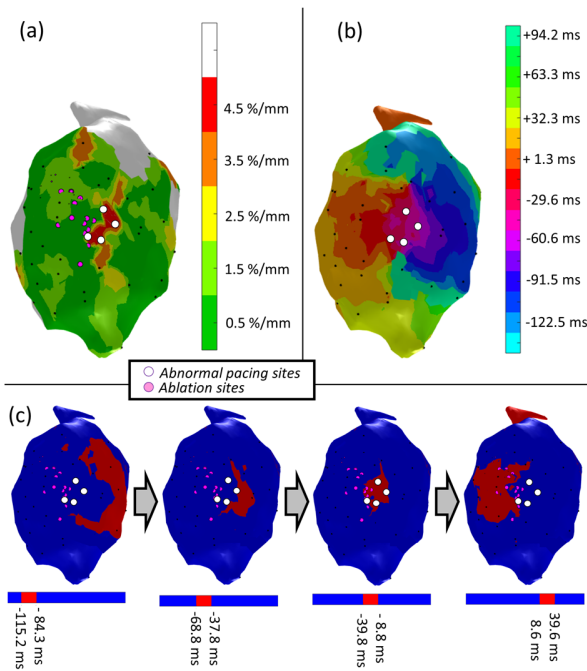 (a)
4.5 %/mm
3.5 %/mm
2.5 %/mm
1.5 %/mm
0.5 %/mm
(b)
+94.2 ms
+63.3 ms
+32.3 ms
+ 1.3 ms
-29.6 ms
-60.6 ms
-91.5 ms
-122.5 ms
Abnormal pacing sites
Ablation sites
(c)
-115.2 ms
- 84.3 ms
-68.8 ms
-37.8 ms
-39.8 ms
-8.8 ms
8.6 ms
39.6 ms